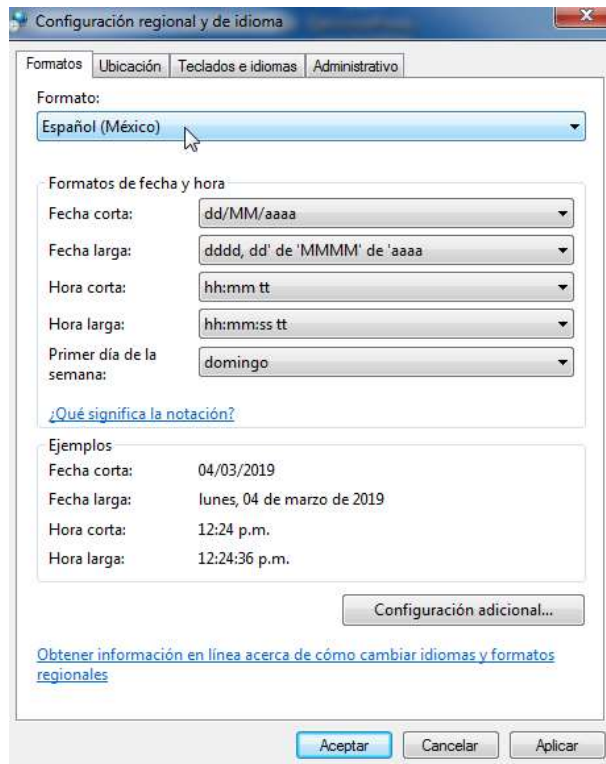 Configuración regional y de idioma
Formatos Ubicación Teclados e idiomas Administrativo
Formato:
Español (México)
Formatos de fecha y hora
Fecha corta: dd/MM/aaaa
Fecha larga: dddd, dd' de 'MMMM' de 'aaaa
Hora corta: hh:mm tt
Hora larga: hh:mm:ss tt
Primer día de la
semana: domingo
¿Qué significa la notación?
Ejemplos
Fecha corta: 04/03/2019
Fecha larga: lunes, 04 de marzo de 2019
Hora corta: 12:24 p.m.
Hora larga: 12:24:36 p.m.
Configuración adicional...
Obtener información en línea acerca de cómo cambiar idiomas y formatos
regionales
Aceptar Cancelar Aplicar